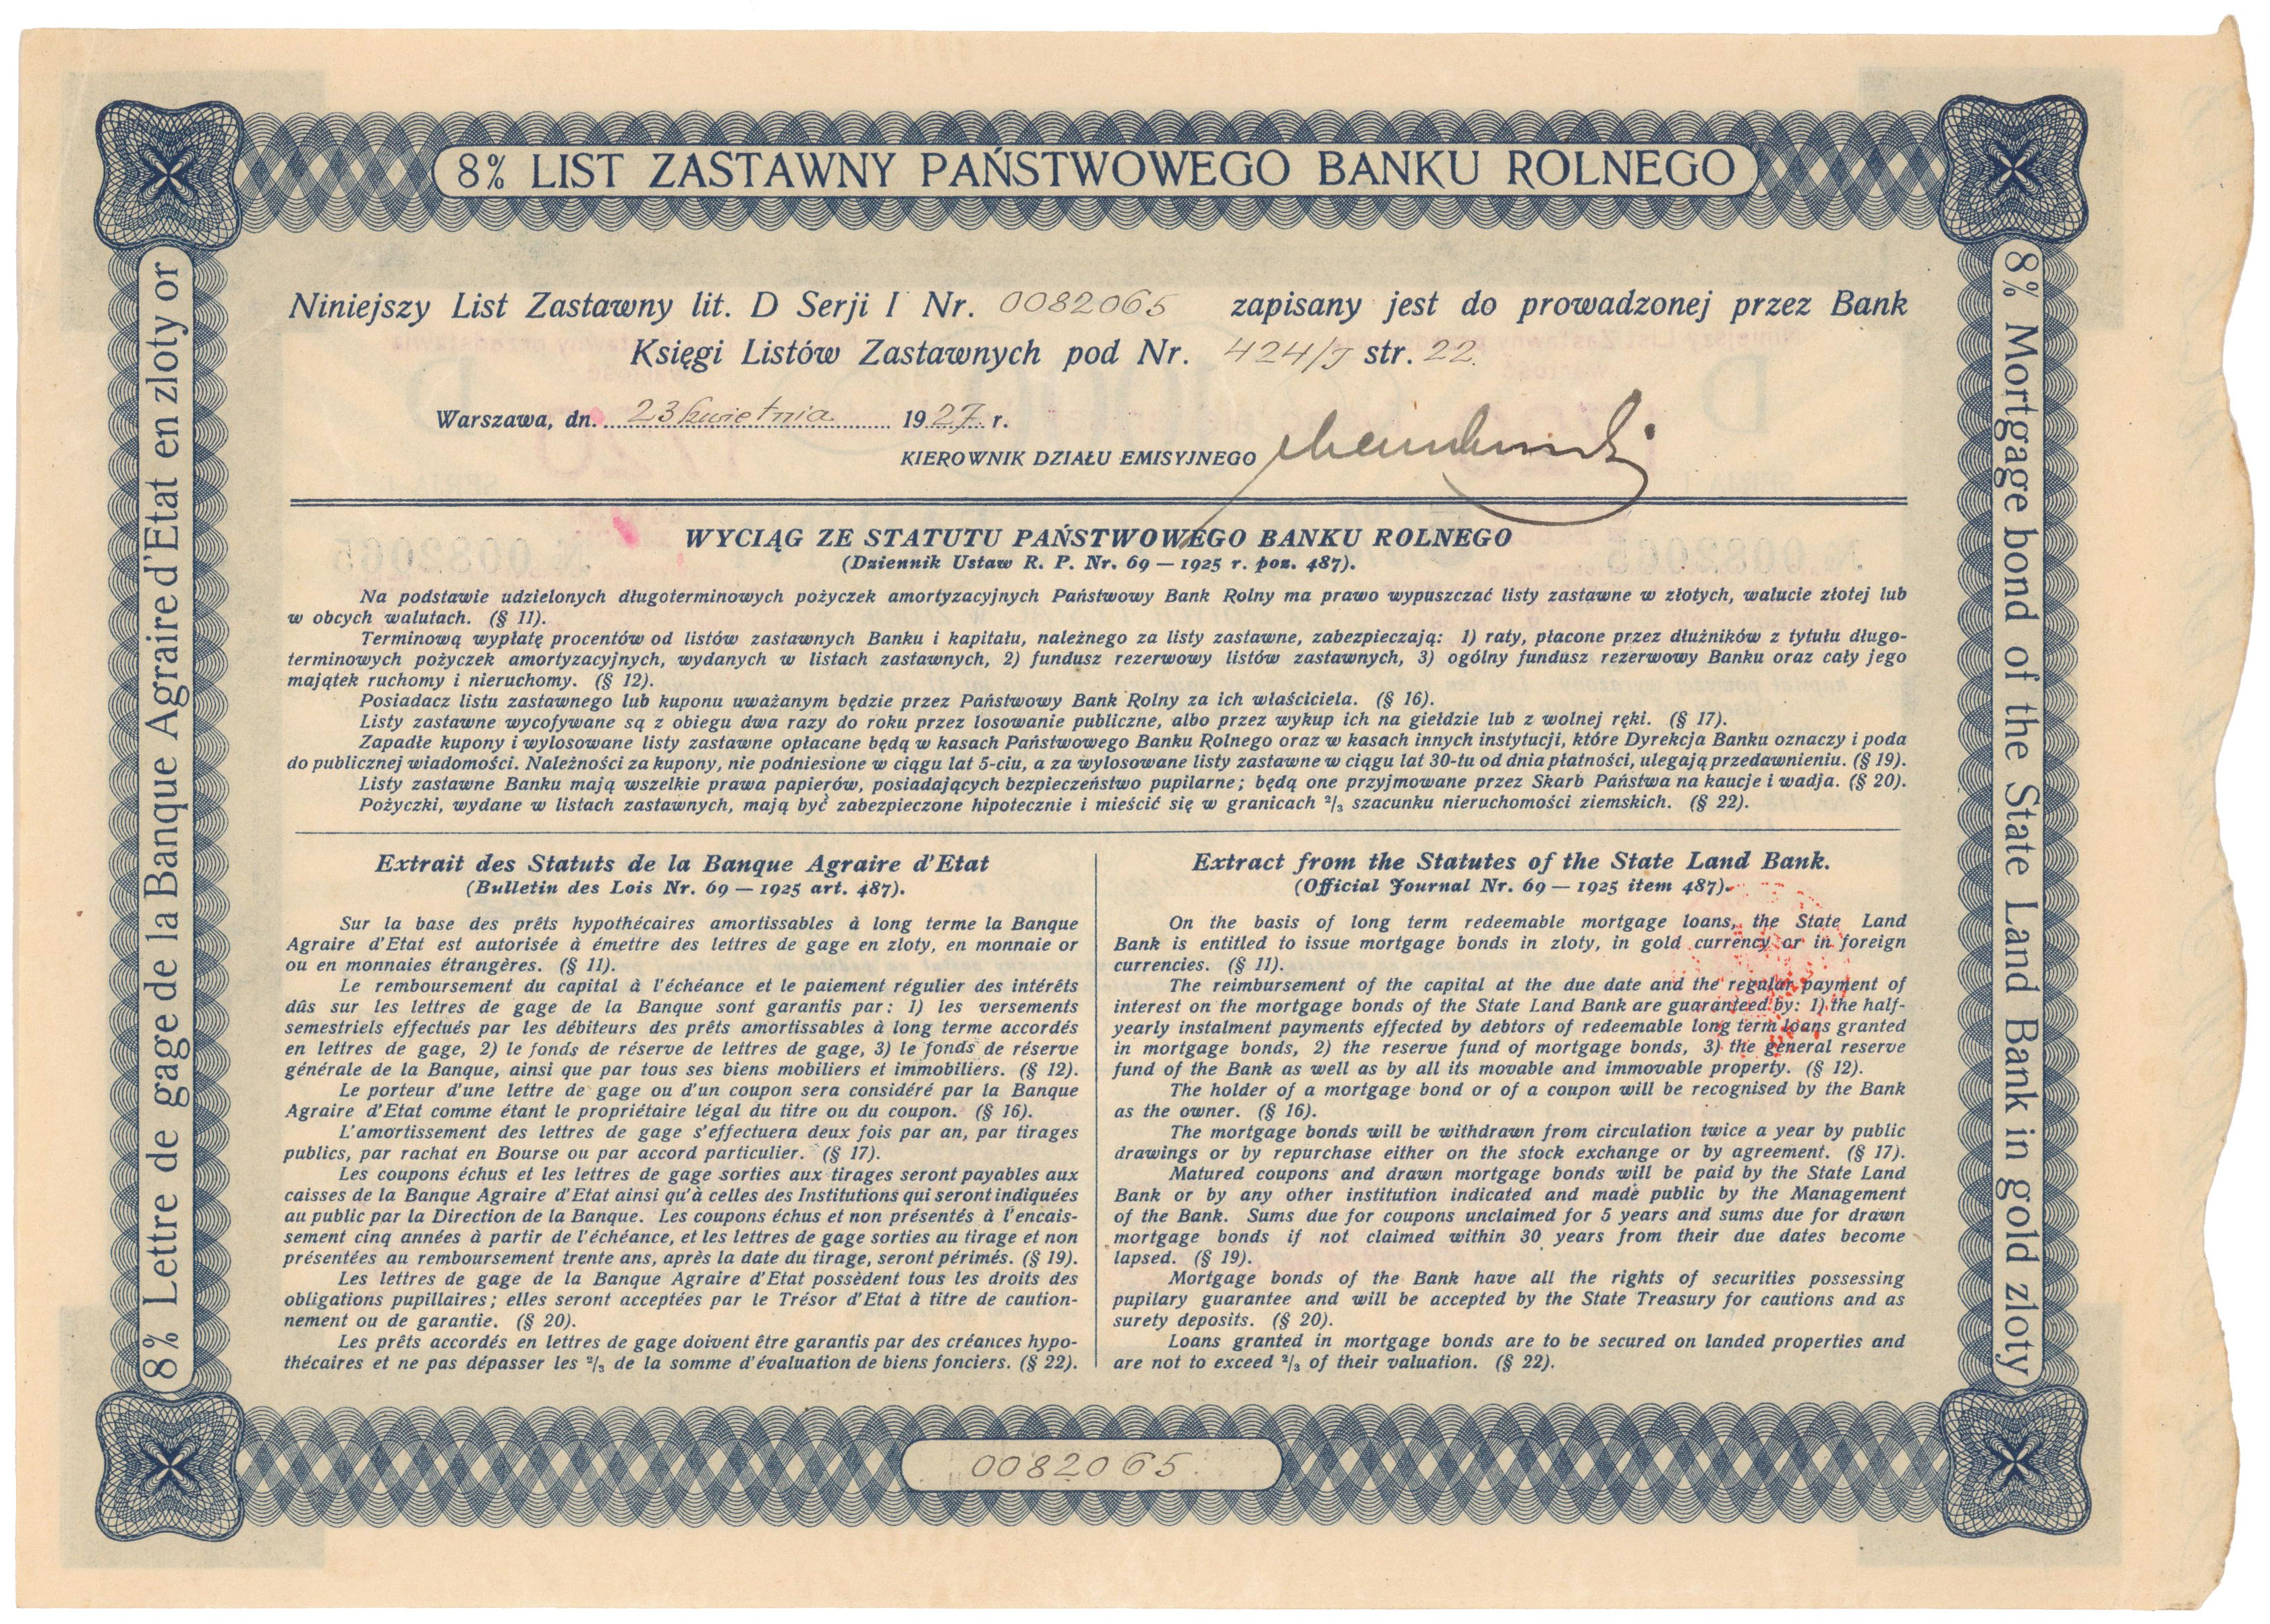 8% LIST ZASTAWNY PAŃSTWOWEGO BANKU ROLNEGO
8% Lettre de gage de la Banque Agraire d'Etat en zloty or
8% Mortgage bond of the State Land Bank in gold zloty
Niniejszy List Zastawny lit. D Serji I Nr. 0082065 zapisany jest do prowadzonej przez Bank
Księgi Listów Zastawnych pod Nr. 424/J str. 22.
Warszawa, dn. 23 kwietnia 1927 r.
KIEROWNIK DZIAŁU EMISYJNEGO
WYCIĄG ZE STATUTU PAŃSTWOWEGO BANKU ROLNEGO
(Dziennik Ustaw R. P. Nr. 69 — 1925 r. poz. 487).
Na podstawie udzielonych długoterminowych pożyczek amortyzacyjnych Państwowy Bank Rolny ma prawo wypuszczać listy zastawne w złotych, walucie złotej lub
w obcych walutach. (§ 11).
Terminową wypłatę procentów od listów zastawnych Banku i kapitału, należnego za listy zastawne, zabezpieczają: 1) raty, płacone przez dłużników z tytułu długo-
terminowych pożyczek amortyzacyjnych, wydanych w listach zastawnych, 2) fundusz rezerwowy listów zastawnych, 3) ogólny fundusz rezerwowy Banku oraz cały jego
majątek ruchomy i nieruchomy. (§ 12).
Posiadacz listu zastawnego lub kuponu uważanym będzie przez Państwowy Bank Rolny za ich właściciela. (§ 16).
Listy zastawne wycofywane są z obiegu dwa razy do roku przez losowanie publiczne, albo przez wykup ich na giełdzie lub z wolnej ręki. (§ 17).
Zapadłe kupony i wylosowane listy zastawne opłacane będą w kasach Państwowego Banku Rolnego oraz w kasach innych instytucji, które Dyrekcja Banku oznaczy i poda
do publicznej wiadomości. Należności za kupony, nie podniesione w ciągu lat 5-ciu, a za wylosowane listy zastawne w ciągu lat 30-tu od dnia płatności, ulegają przedawnieniu. (§ 19).
Listy zastawne Banku mają wszelkie prawa papierów, posiadających bezpieczeństwo pupilarne; będą one przyjmowane przez Skarb Państwa na kaucje i wadja. (§ 20).
Pożyczki, wydane w listach zastawnych, mają być zabezpieczone hipotecznie i mieścić się w granicach ²/₃ szacunku nieruchomości ziemskich. (§ 22).
Extrait des Statuts de la Banque Agraire d'Etat
(Bulletin des Lois Nr. 69 — 1925 art. 487).
Sur la base des prêts hypothécaires amortissables à long terme la Banque
Agraire d'Etat est autorisée à émettre des lettres de gage en zloty, en monnaie or
ou en monnaies étrangères. (§ 11).
Le remboursement du capital à l'échéance et le paiement régulier des intérêts
dûs sur les lettres de gage de la Banque sont garantis par: 1) les versements
semestriels effectués par les débiteurs des prêts amortissables à long terme accordés
en lettres de gage, 2) le fonds de réserve de lettres de gage, 3) le fonds de réserve
générale de la Banque, ainsi que par tous ses biens mobiliers et immobiliers. (§ 12).
Le porteur d'une lettre de gage ou d'un coupon sera considéré par la Banque
Agraire d'Etat comme étant le propriétaire légal du titre ou du coupon. (§ 16).
L'amortissement des lettres de gage s'effectuera deux fois par an, par tirages
publics, par rachat en Bourse ou par accord particulier. (§ 17).
Les coupons échus et les lettres de gage sorties aux tirages seront payables aux
caisses de la Banque Agraire d'Etat ainsi qu'à celles des Institutions qui seront indiquées
au public par la Direction de la Banque. Les coupons échus et non présentés à l'encais-
sement cinq années à partir de l'échéance, et les lettres de gage sorties au tirage et non
présentées au remboursement trente ans, après la date du tirage, seront périmés. (§ 19).
Les lettres de gage de la Banque Agraire d'Etat possèdent tous les droits des
obligations pupillaires; elles seront acceptées par le Trésor d'Etat à titre de caution-
nement ou de garantie. (§ 20).
Les prêts accordés en lettres de gage doivent être garantis par des créances hypo-
thécaires et ne pas dépasser les ²/₃ de la somme d'évaluation de biens fonciers. (§ 22).
Extract from the Statutes of the State Land Bank.
(Official Journal Nr. 69 — 1925 item 487).
On the basis of long term redeemable mortgage loans, the State Land
Bank is entitled to issue mortgage bonds in zloty, in gold currency or in foreign
currencies. (§ 11).
The reimbursement of the capital at the due date and the regular payment of
interest on the mortgage bonds of the State Land Bank are guaranteed by: 1) the half-
yearly instalment payments effected by debtors of redeemable long term loans granted
in mortgage bonds, 2) the reserve fund of mortgage bonds, 3) the general reserve
fund of the Bank as well as by all its movable and immovable property. (§ 12).
The holder of a mortgage bond or of a coupon will be recognised by the Bank
as the owner. (§ 16).
The mortgage bonds will be withdrawn from circulation twice a year by public
drawings or by repurchase either on the stock exchange or by agreement. (§ 17).
Matured coupons and drawn mortgage bonds will be paid by the State Land
Bank or by any other institution indicated and made public by the Management
of the Bank. Sums due for coupons unclaimed for 5 years and sums due for drawn
mortgage bonds if not claimed within 30 years from their due dates become
lapsed. (§ 19).
Mortgage bonds of the Bank have all the rights of securities possessing
pupilary guarantee and will be accepted by the State Treasury for cautions and as
surety deposits. (§ 20).
Loans granted in mortgage bonds are to be secured on landed properties and
are not to exceed ²/₃ of their valuation. (§ 22).
0082065